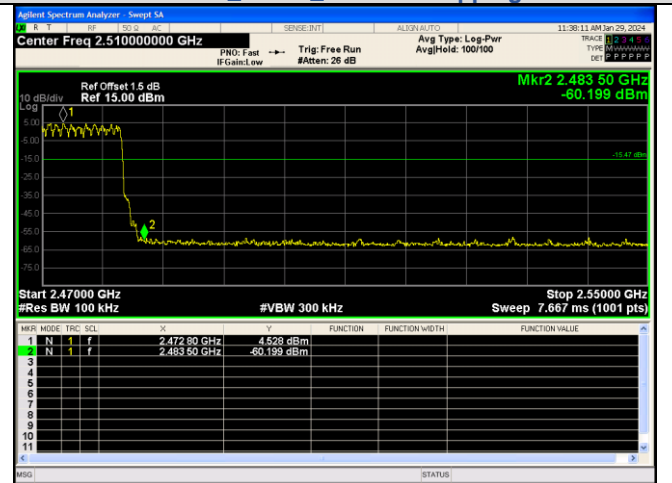 Agilent Spectrum Analyzer - Swept SA
R T RF 50 Ω AC SENSE:INT ALIGN AUTO 11:38:11 AM Jan 29, 2024
Center Freq 2.510000000 GHz
PNO: Fast
IFGain:Low
Trig: Free Run
#Atten: 26 dB
Avg Type: Log-Pwr
Avg|Hold: 100/100
TRACE 1 2 3 4 5 6
TYPE M
DET P P P P P P
Ref Offset 1.5 dB
10 dB/div Ref 15.00 dBm
Log
Mkr2 2.483 50 GHz
-60.199 dBm
1
5.00
-5.00
-15.0
-15.47 dBm
-25.0
-35.0
-45.0
-55.0
2
-65.0
-75.0
Start 2.47000 GHz Stop 2.55000 GHz
#Res BW 100 kHz #VBW 300 kHz Sweep 7.667 ms (1001 pts)
MKR MODE TRC SCL X Y FUNCTION FUNCTION WIDTH FUNCTION VALUE
1 N 1 f 2.472 80 GHz 4.528 dBm
2 N 1 f 2.483 50 GHz -60.199 dBm
3
4
5
6
7
8
9
10
11
MSG STATUS